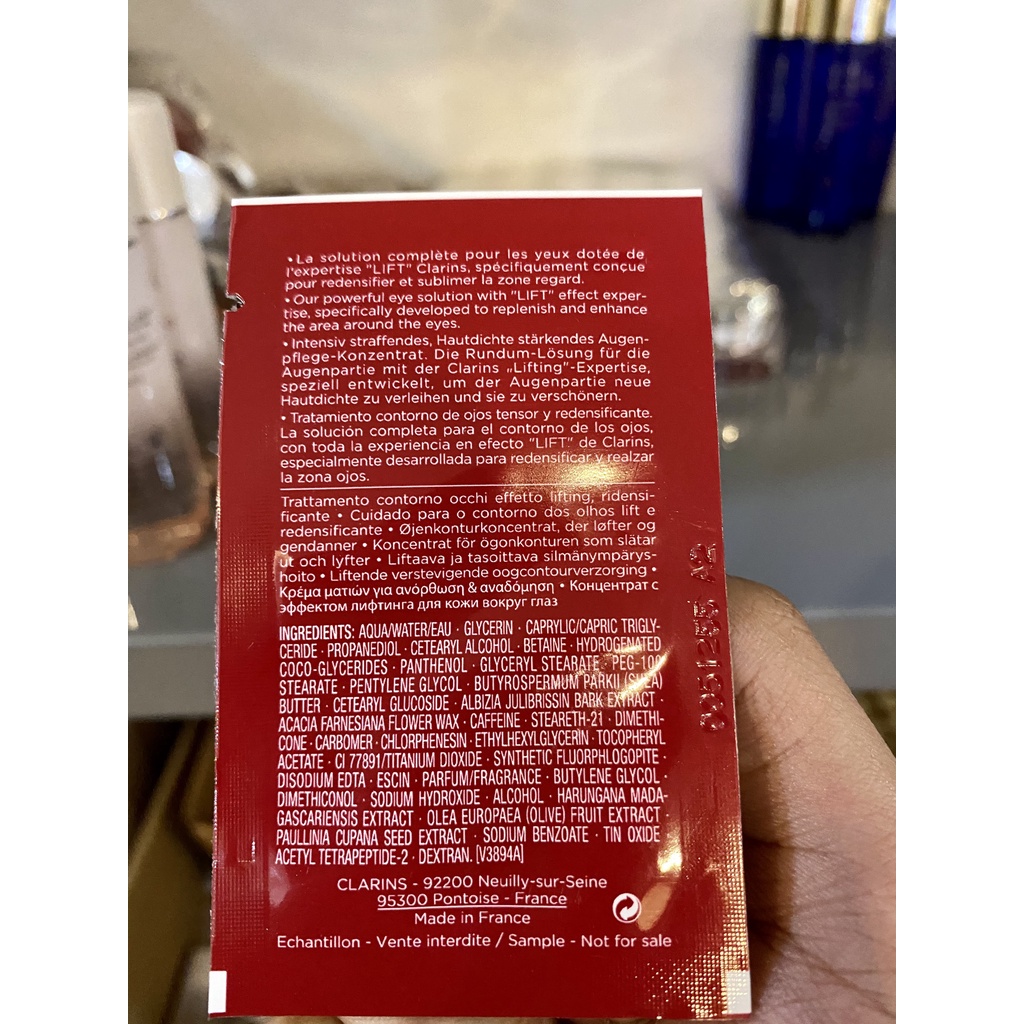 • La solution complète pour les yeux dotée de
l'expertise "LIFT" Clarins, spécifiquement conçue
pour redensifier et sublimer la zone regard.
• Our powerful eye solution with "LIFT" effect exper-
tise, specifically developed to replenish and enhance
the area around the eyes.
• Intensiv straffendes, Hautdichte stärkendes Augen-
pflege-Konzentrat. Die Rundum-Lösung für die
Augenpartie mit der Clarins „Lifting"-Expertise,
speziell entwickelt, um der Augenpartie neue
Hautdichte zu verleihen und sie zu verschönern.
• Tratamiento contorno de ojos tensor y redensificante.
La solución completa para el contorno de los ojos,
con toda la experiencia en efecto "LIFT" de Clarins,
especialmente desarrollada para redensificar y realzar
la zona ojos.
Trattamento contorno occhi effetto lifting, ridensi-
ficante • Cuidado para o contorno dos olhos lift e
redensificante • Øjenkonturkoncentrat, der løfter og
gendanner • Koncentrat för ögonkonturen som slätar
ut och lyfter • Liftaava ja tasoittava silmänympärys-
hoito • Liftende verstevigende oogcontourverzorging •
Κρέμα ματιών για ανόρθωση & αναδόμηση • Концентрат с
эффектом лифтинга для кожи вокруг глаз
INGREDIENTS: AQUA/WATER/EAU · GLYCERIN · CAPRYLIC/CAPRIC TRIGLY-
CERIDE · PROPANEDIOL · CETEARYL ALCOHOL · BETAINE · HYDROGENATED
COCO-GLYCERIDES · PANTHENOL · GLYCERYL STEARATE · PEG-100
STEARATE · PENTYLENE GLYCOL · BUTYROSPERMUM PARKII (SHEA)
BUTTER · CETEARYL GLUCOSIDE · ALBIZIA JULIBRISSIN BARK EXTRACT ·
ACACIA FARNESIANA FLOWER WAX · CAFFEINE · STEARETH-21 · DIMETHI-
CONE · CARBOMER · CHLORPHENESIN · ETHYLHEXYLGLYCERIN · TOCOPHERYL
ACETATE · CI 77891/TITANIUM DIOXIDE · SYNTHETIC FLUORPHLOGOPITE ·
DISODIUM EDTA · ESCIN · PARFUM/FRAGRANCE · BUTYLENE GLYCOL ·
DIMETHICONOL · SODIUM HYDROXIDE · ALCOHOL · HARUNGANA MADA-
GASCARIENSIS EXTRACT · OLEA EUROPAEA (OLIVE) FRUIT EXTRACT ·
PAULLINIA CUPANA SEED EXTRACT · SODIUM BENZOATE · TIN OXIDE
ACETYL TETRAPEPTIDE-2 · DEXTRAN. [V3894A]
CLARINS - 92200 Neuilly-sur-Seine
95300 Pontoise - France
Made in France
Echantillon - Vente interdite / Sample - Not for sale